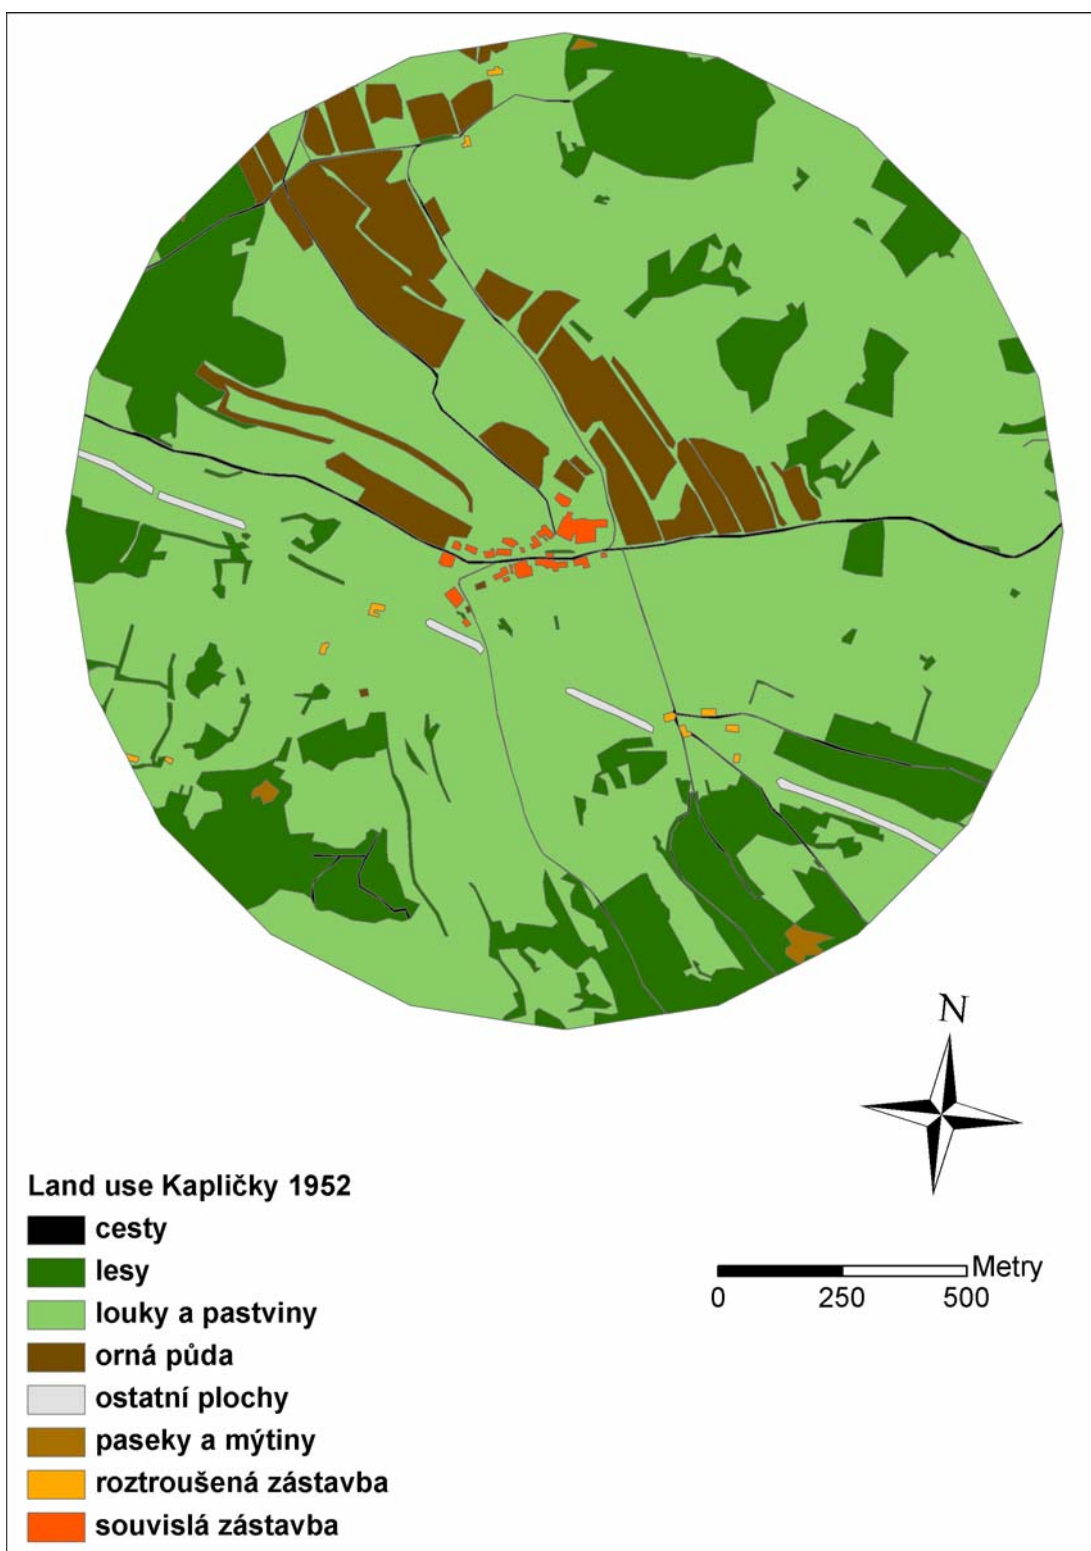 N
Land use Kapličky 1952
cesty
lesy
louky a pastviny
orná půda
ostatní plochy
paseky a mýtiny
roztroušená zástavba
souvislá zástavba
Metry
0 250 500